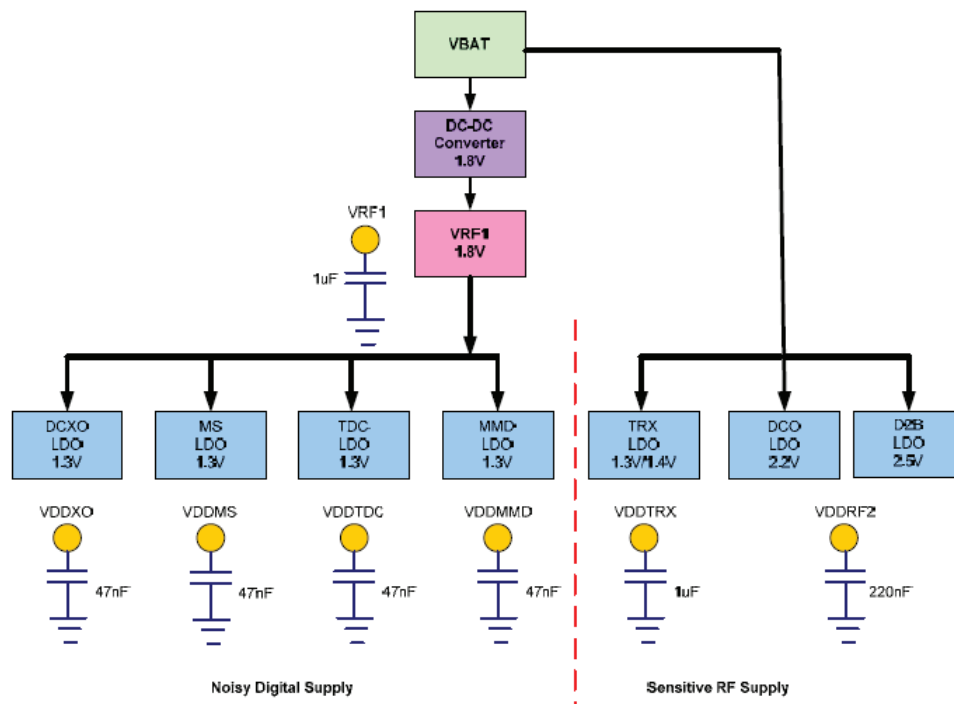 VBAT
DC-DC
Converter
1.8V
VRF1
VRF1
1.8V
1uF
DCXO
LDO
1.3V
MS
LDO
1.3V
TDC
LDO
1.3V
MMD
LDO
1.3V
TRX
LDO
1.3V/1.4V
DCO
LDO
2.2V
LDO
2.5V
VDDXO
VDDMS
VDDTDC
VDDMMD
VDDTRX
VDDRF2
47nF
47nF
47nF
47nF
1uF
220nF
Noisy Digital Supply
Sensitive RF Supply